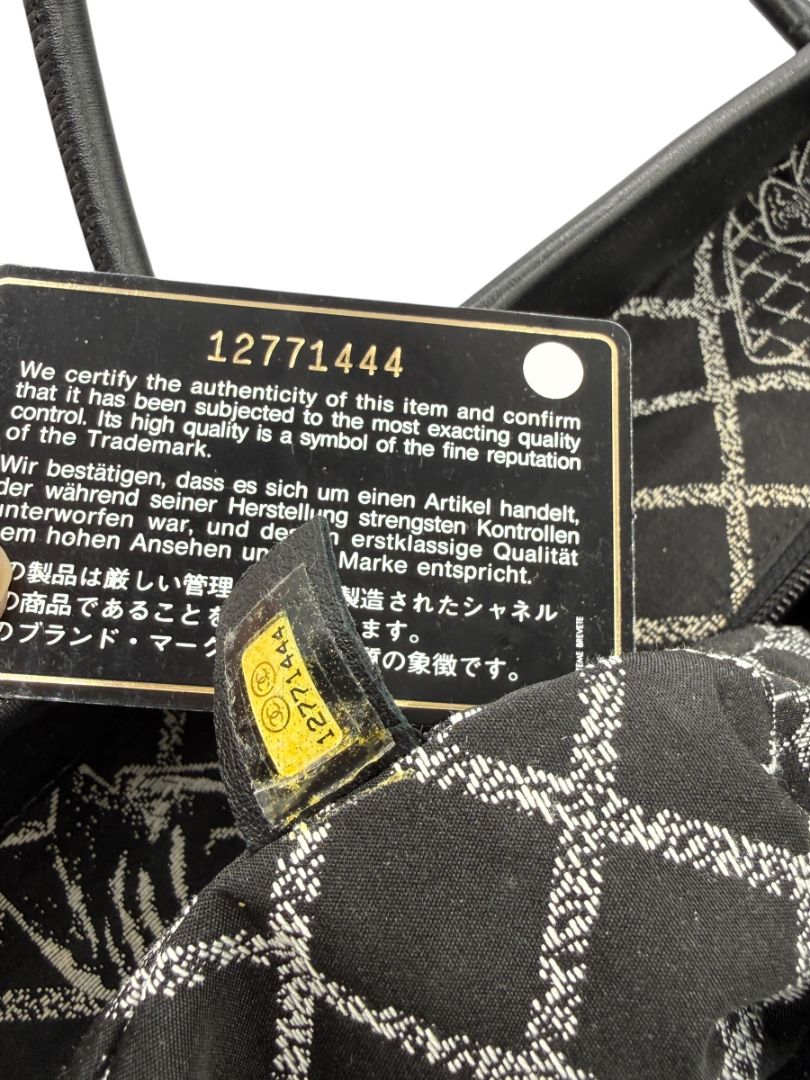 12771444
We certify the authenticity of this item and confirm
that it has been subjected to the most exacting quality
control. Its high quality is a symbol of the fine reputation
of the Trademark.
Wir bestätigen, dass es sich um einen Artikel handelt,
der während seiner Herstellung strengsten Kontrollen
unterworfen war, und erstklassige Qualität
em hohen Ansehen Marke entspricht.
の製品は厳しい管理 製造されたシャネル
の商品であることを ます。
のブランド・マーク の象徴です。
TEME BREVETE
12771444